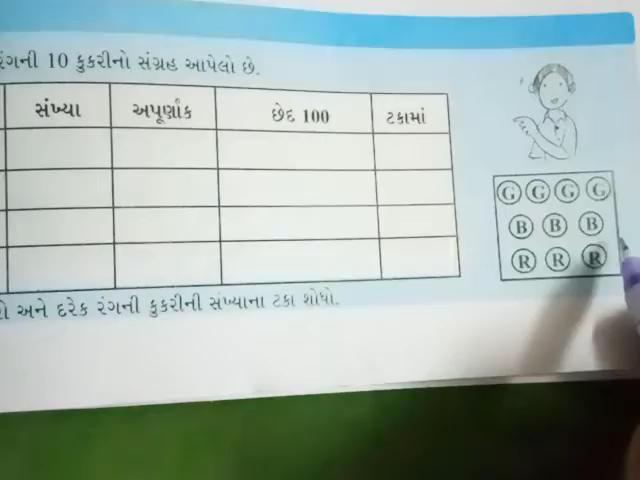 રંગની 10 કુકરીનો સંગ્રહ આપેલો છે.
સંખ્યા અપૂર્ણાંક છેદ 100 ટકામાં
G G G G
B B B
R R R
અને દરેક રંગની કુકરીની સંખ્યાના ટકા શોધો.